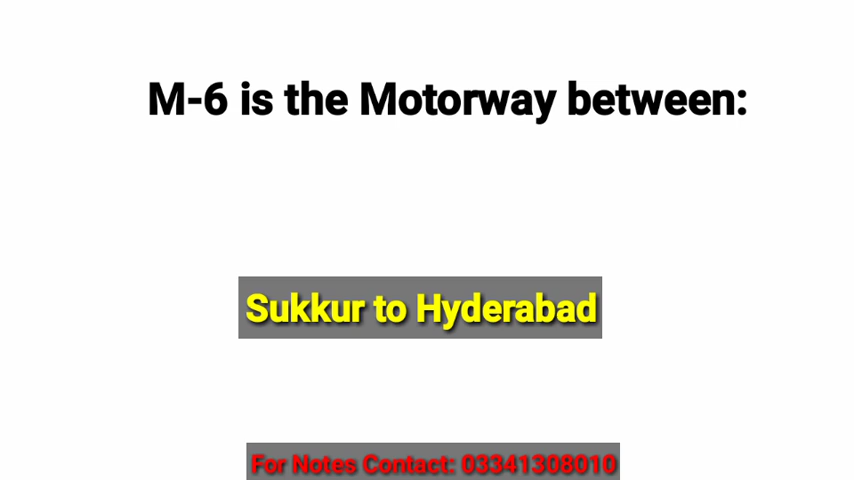 M-6 is the Motorway between:
Sukkur to Hyderabad
For Notes Contact: 03341308010